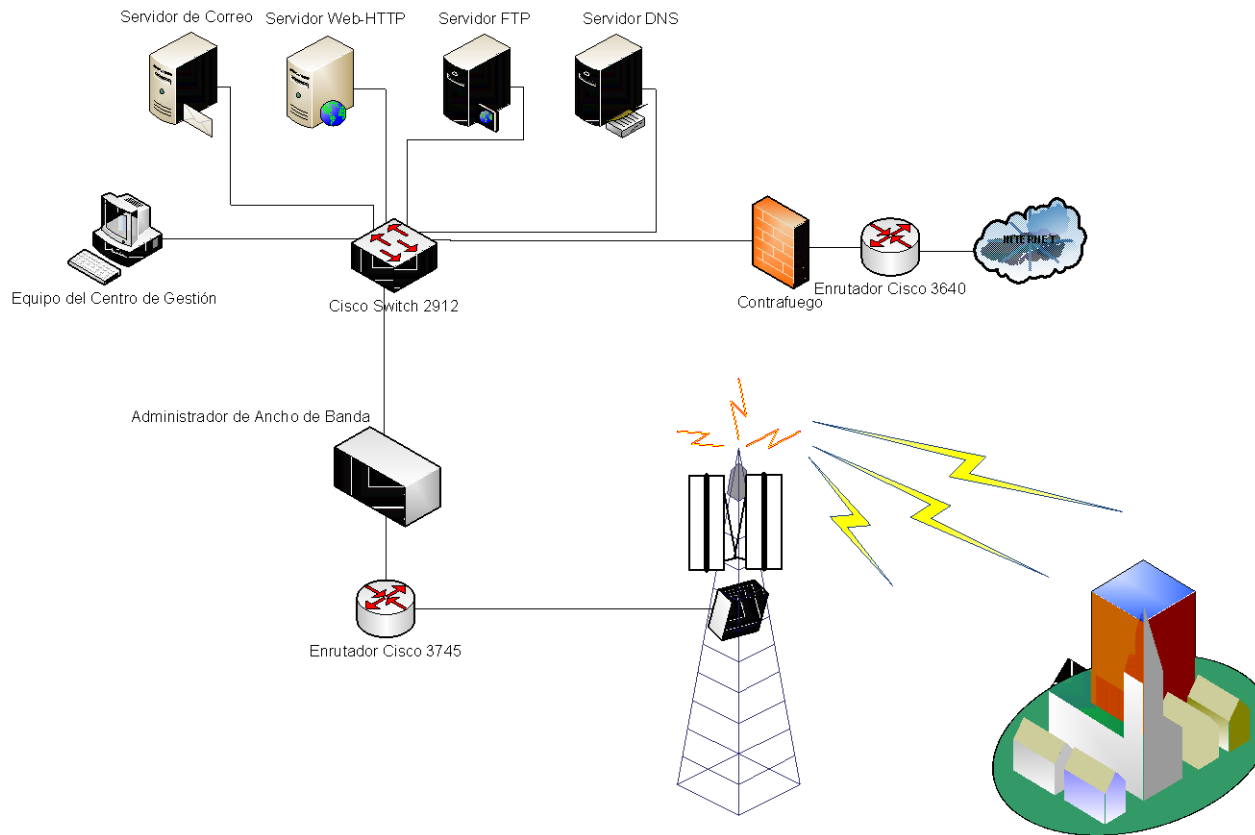 Servidor de Correo
Servidor Web-HTTP
Servidor FTP
Servidor DNS
INTERNET
Equipo del Centro de Gestión
Cisco Switch 2912
Contrafuego
Enrutador Cisco 3640
Administrador de Ancho de Banda
Enrutador Cisco 3745